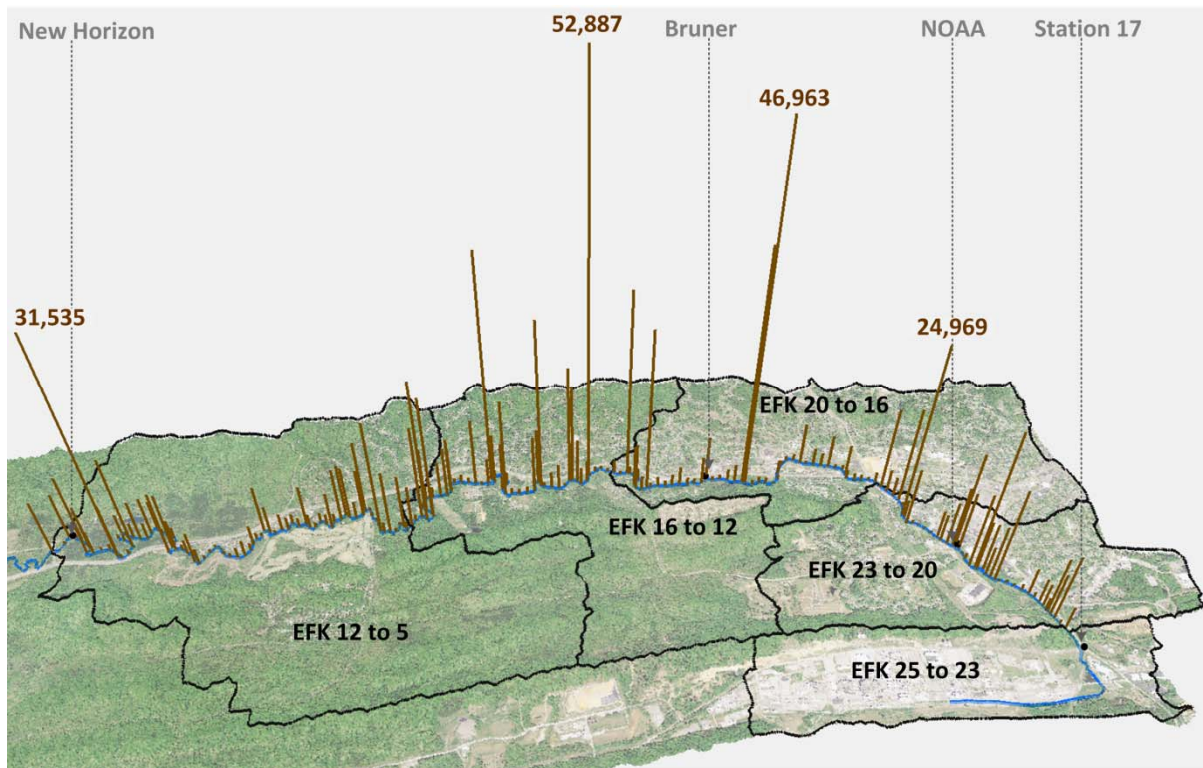 New Horizon
52,887
Bruner
NOAA
Station 17
46,963
31,535
24,969
EFK 20 to 16
EFK 16 to 12
EFK 23 to 20
EFK 12 to 5
EFK 25 to 23